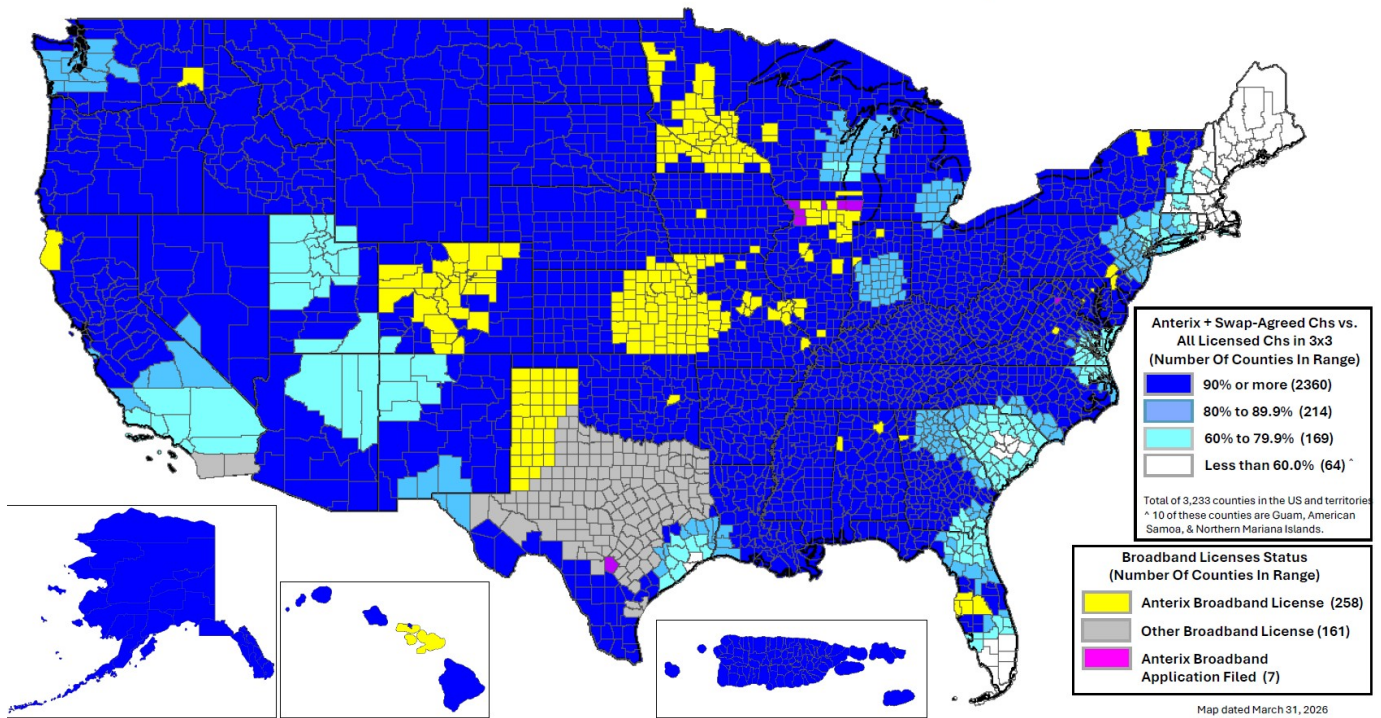 Anterix + Swap-Agreed Chs vs.
All Licensed Chs in 3x3
(Number Of Counties In Range)
90% or more (2360)
80% to 89.9% (214)
60% to 79.9% (169)
Less than 60.0% (64) ^
Total of 3,233 counties in the US and territories
^ 10 of these counties are Guam, American
Samoa, & Northern Mariana Islands.
Broadband Licenses Status
(Number Of Counties In Range)
Anterix Broadband License (258)
Other Broadband License (161)
Anterix Broadband
Application Filed (7)
Map dated March 31, 2026